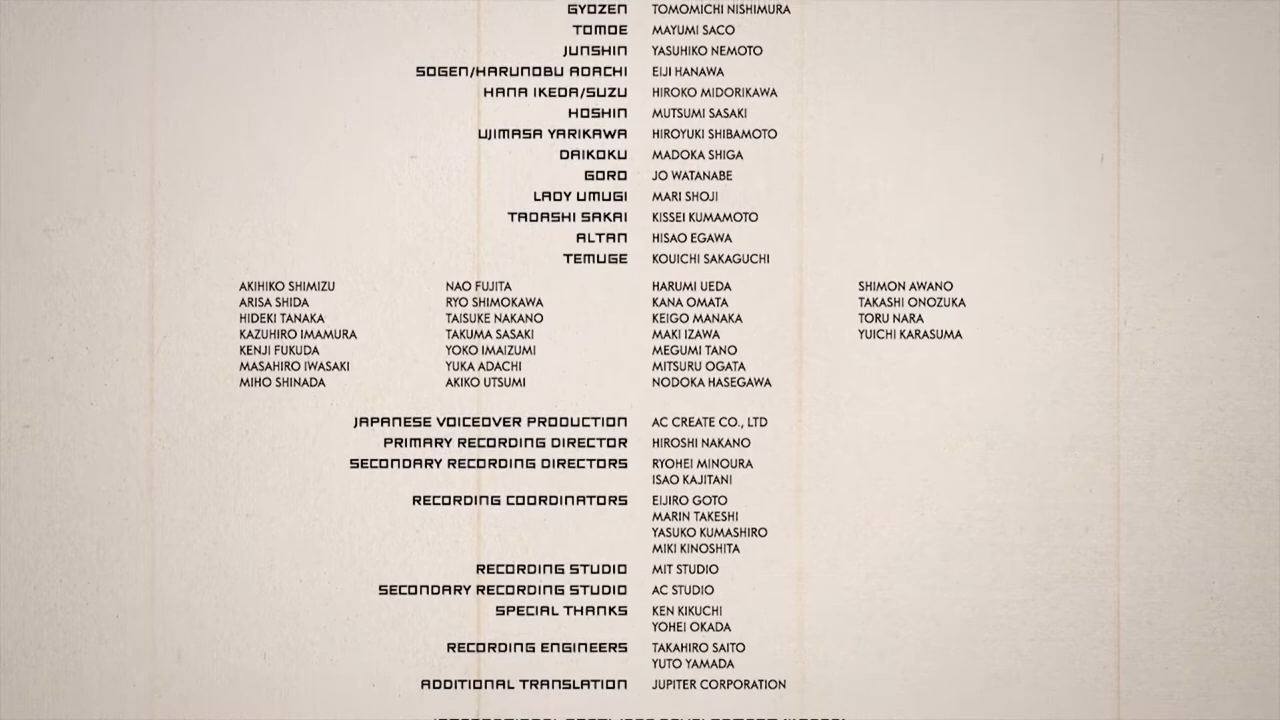 GYOZEN TOMOMICHI NISHIMURA
TOMOE MAYUMI SACO
JUNSHIN YASUHIKO NEMOTO
SOGEN/HARUNOBU ADACHI EIJI HANAWA
HANA IKEDA/SUZU HIROKO MIDORIKAWA
HOSHIN MUTSUMI SASAKI
UJIMASA YARIKAWA HIROYUKI SHIBAMOTO
DAIKOKU MADOKA SHIGA
GORO JO WATANABE
LADY UMUGI MARI SHOJI
TADASHI SAKAI KISSEI KUMAMOTO
ALTAN HISAO EGAWA
TEMUGE KOUICHI SAKAGUCHI
AKIHIKO SHIMIZU NAO FUJITA HARUMI UEDA SHIMON AWANO
ARISA SHIDA RYO SHIMOKAWA KANA OMATA TAKASHI ONOZUKA
HIDEKI TANAKA TAISUKE NAKANO KEIGO MANAKA TORU NARA
KAZUHIRO IMAMURA TAKUMA SASAKI MAKI IZAWA YUICHI KARASUMA
KENJI FUKUDA YOKO IMAIZUMI MEGUMI TANO
MASAHIRO IWASAKI YUKA ADACHI MITSURU OGATA
MIHO SHINADA AKIKO UTSUMI NODOKA HASEGAWA
JAPANESE VOICEOVER PRODUCTION AC CREATE CO., LTD
PRIMARY RECORDING DIRECTOR HIROSHI NAKANO
SECONDARY RECORDING DIRECTORS RYOHEI MINOURA
ISAO KAJITANI
RECORDING COORDINATORS EIJIRO GOTO
MARIN TAKESHI
YASUKO KUMASHIRO
MIKI KINOSHITA
RECORDING STUDIO MIT STUDIO
SECONDARY RECORDING STUDIO AC STUDIO
SPECIAL THANKS KEN KIKUCHI
YOHEI OKADA
RECORDING ENGINEERS TAKAHIRO SAITO
YUTO YAMADA
ADDITIONAL TRANSLATION JUPITER CORPORATION